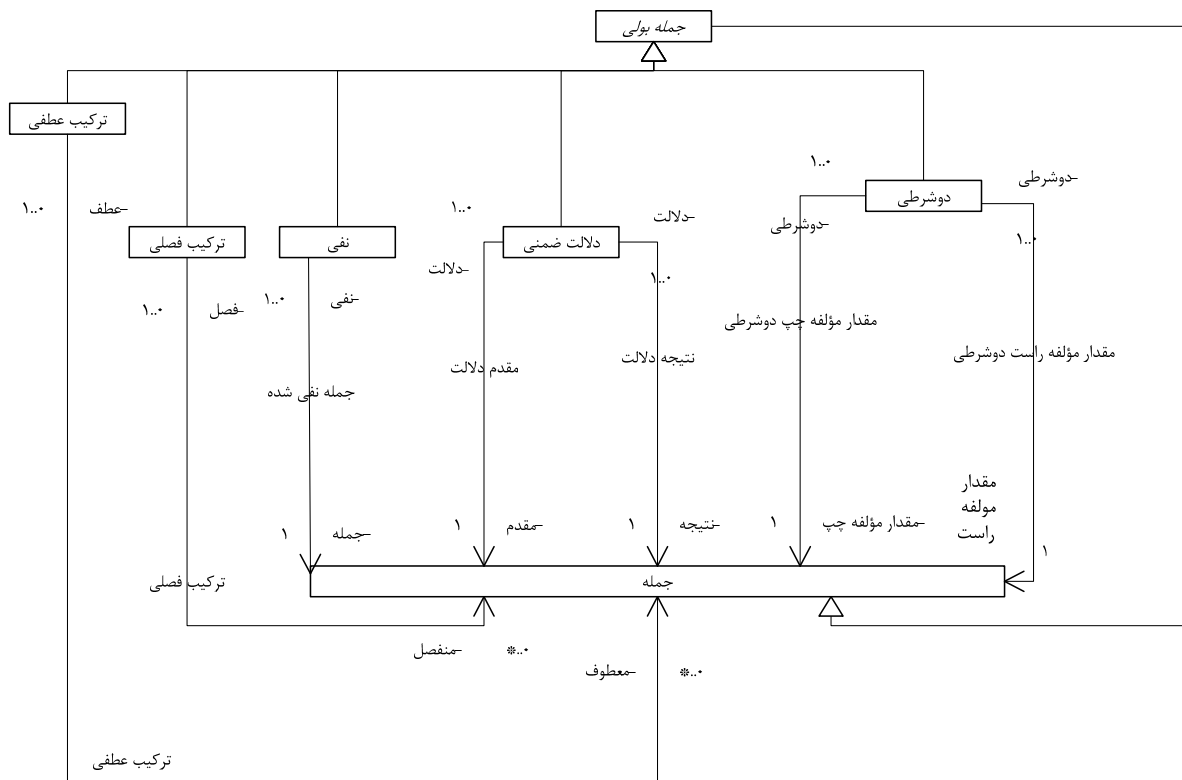 جمله بولی
ترکیب عطفی
۰..۱
-عطف
ترکیب فصلی
نفی
۰..۱
دلالت ضمنی
-دلالت
۰..۱
دوشرطی
-دوشرطی
-دوشرطی
۰..۱
۰..۱
-فصل
۰..۱
-نفی
-دلالت
۰..۱
مقدار مؤلفه چپ دوشرطی
مقدار مؤلفه راست دوشرطی
جمله نفی شده
مقدم دلالت
نتیجه دلالت
۱
-جمله
۱
-مقدم
۱
-نتیجه
۱
-مقدار مؤلفه چپ
مقدار
مولفه
راست
۱
ترکیب فصلی
جمله
-منفصل
۰..*
-معطوف
۰..*
ترکیب عطفی